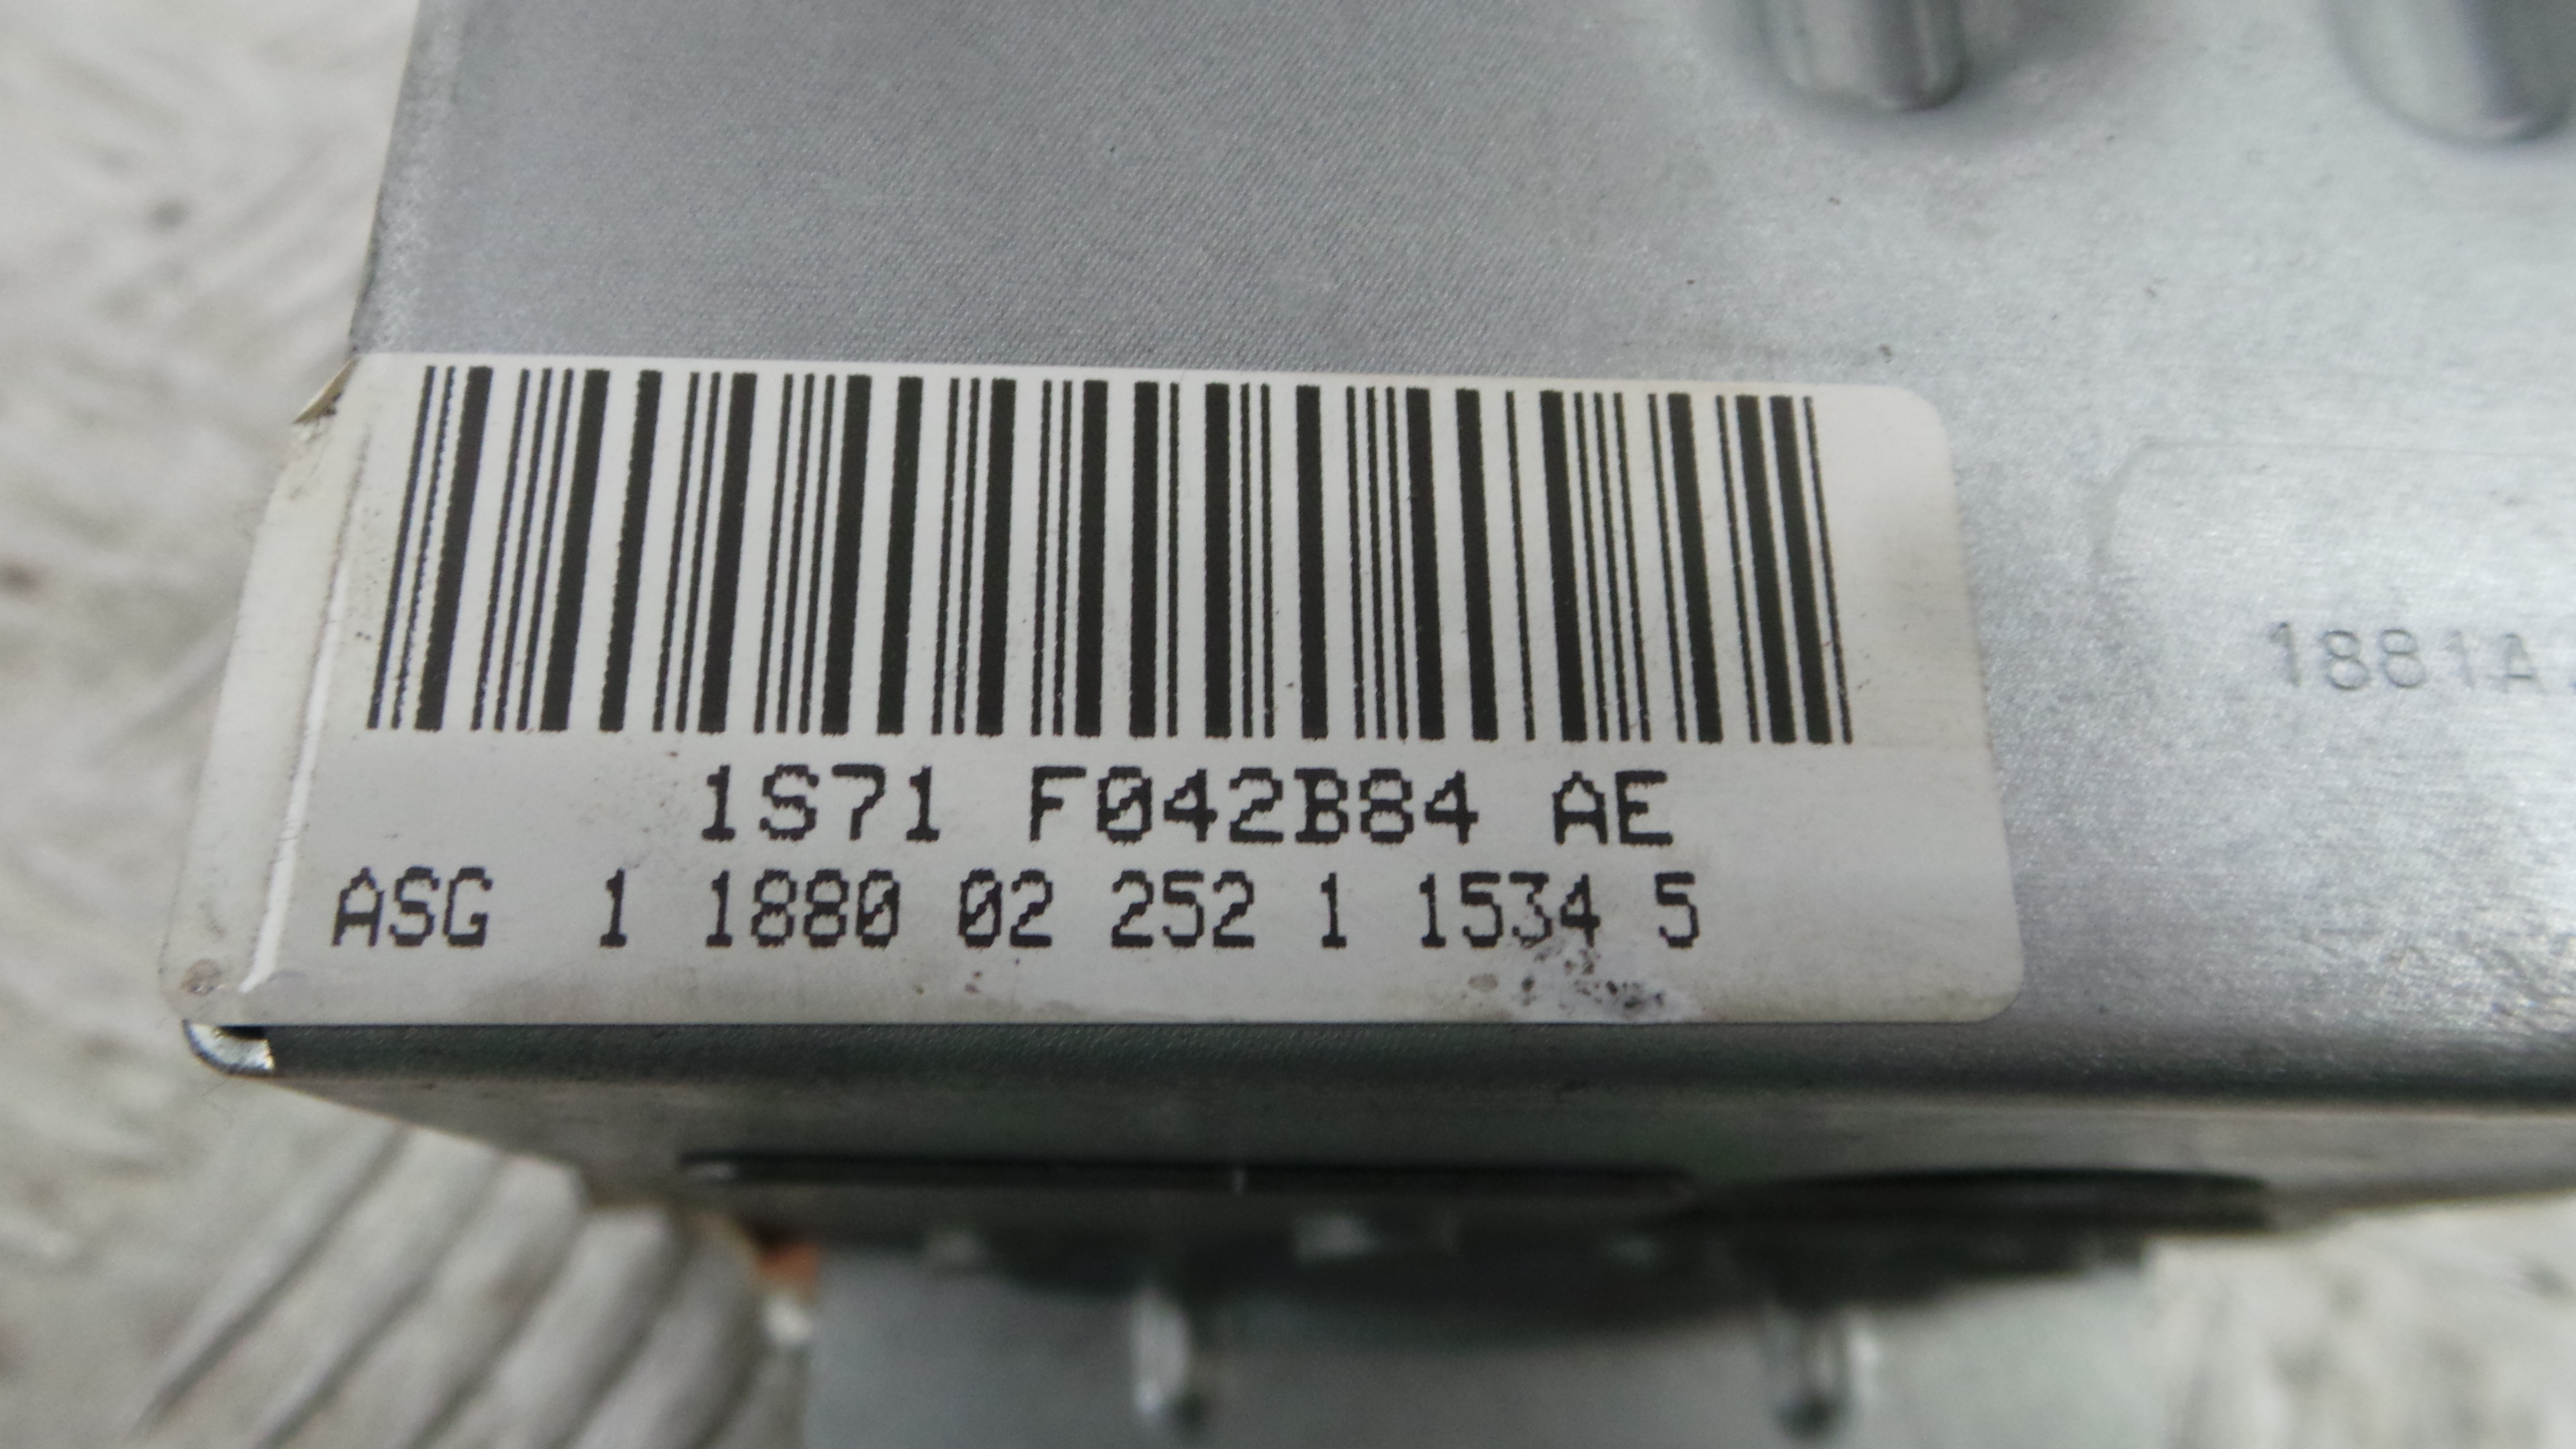 1S71 F042B84 AE
ASG 1 1880 02 252 1 1534 5
1881A